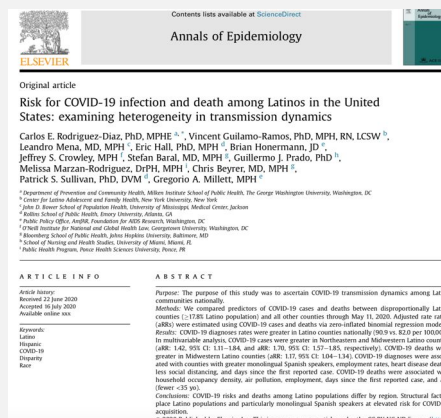 Contents lists available at ScienceDirect
Annals of Epidemiology
ELSEVIER
Original article
Risk for COVID-19 infection and death among Latinos in the United
States: examining heterogeneity in transmission dynamics
Carlos E. Rodriguez-Diaz, PhD, MPHE a, *, Vincent Guilamo-Ramos, PhD, MPH, RN, LCSW b,
Leandro Mena, MD, MPH c, Eric Hall, PhD, MPH d, Brian Honermann, JD e,
Jeffrey S. Crowley, MPH f, Stefan Baral, MD, MPH g, Guillermo J. Prado, PhD h,
Melissa Marzan-Rodriguez, DrPH, MPH i, Chris Beyrer, MD, MPH g,
Patrick S. Sullivan, PhD, DVM d, Gregorio A. Millett, MPH e
a Department of Prevention and Community Health, Milken Institute School of Public Health, The George Washington University, Washington, DC
b Center for Latino Adolescent and Family Health, New York University, New York
c John D. Bower School of Population Health, University of Mississippi, Medical Center, Jackson
d Rollins School of Public Health, Emory University, Atlanta, GA
e Public Policy Office, AmfAR, Foundation for AIDS Research, Washington, DC
f O'Neill Institute for National and Global Health Law, Georgetown University, Washington, DC
g Bloomberg School of Public Health, Johns Hopkins University, Baltimore, MD
h School of Nursing and Health Studies, University of Miami, Miami, FL
i Public Health Program, Ponce Health Sciences University, Ponce, PR
ARTICLE INFO
Article history:
Received 22 June 2020
Accepted 16 July 2020
Available online xxx
Keywords:
Latino
Hispanic
COVID-19
Disparity
Race
ABSTRACT
Purpose: The purpose of this study was to ascertain COVID-19 transmission dynamics among Lat
communities nationally.
Methods: We compared predictors of COVID-19 cases and deaths between disproportionally Lat
counties (≥17.8% Latino population) and all other counties through May 11, 2020. Adjusted rate rat
(aRRs) were estimated using COVID-19 cases and deaths via zero-inflated binomial regression mode
Results: COVID-19 diagnoses rates were greater in Latino counties nationally (90.9 vs. 82.0 per 100,00
In multivariable analysis, COVID-19 cases were greater in Northeastern and Midwestern Latino count
(aRR: 1.42, 95% CI: 1.11–1.84, and aRR: 1.70, 95% CI: 1.57–1.85, respectively). COVID-19 deaths we
greater in Midwestern Latino counties (aRR: 1.17, 95% CI: 1.04–1.34). COVID-19 diagnoses were asso
ated with counties with greater monolingual Spanish speakers, employment rates, heart disease deat
less social distancing, and days since the first reported case. COVID-19 deaths were associated w
household occupancy density, air pollution, employment, days since the first reported case, and a
(fewer <35 yo).
Conclusions: COVID-19 risks and deaths among Latino populations differ by region. Structural fact
place Latino populations and particularly monolingual Spanish speakers at elevated risk for COVID-
acquisition.